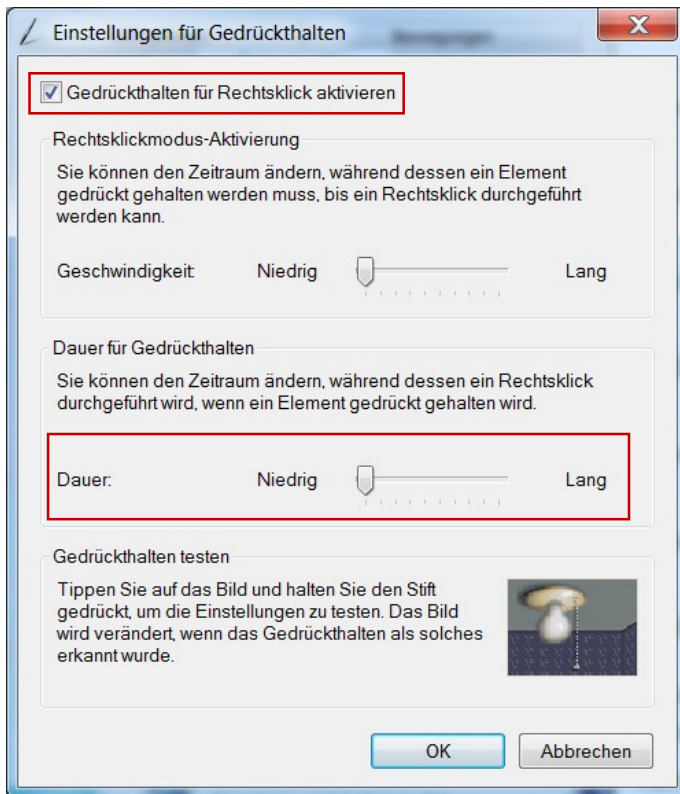 Einstellungen für Gedrückthalten
Bewegungen
X
Gedrückthalten für Rechtsklick aktivieren
Rechtsklickmodus-Aktivierung
Sie können den Zeitraum ändern, während dessen ein Element
gedrückt gehalten werden muss, bis ein Rechtsklick durchgeführt
werden kann.
Geschwindigkeit: Niedrig Lang
Dauer für Gedrückthalten
Sie können den Zeitraum ändern, während dessen ein Rechtsklick
durchgeführt wird, wenn ein Element gedrückt gehalten wird.
Dauer: Niedrig Lang
Gedrückthalten testen
Tippen Sie auf das Bild und halten Sie den Stift
gedrückt, um die Einstellungen zu testen. Das Bild
wird verändert, wenn das Gedrückthalten als solches
erkannt wurde.
OK Abbrechen